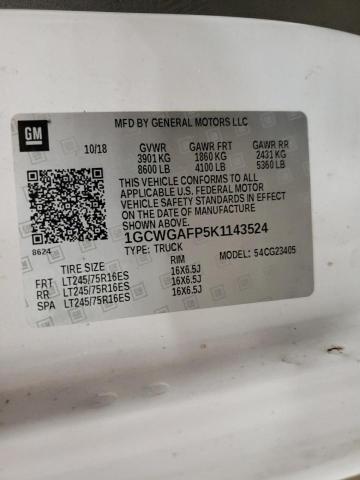 GM
MFD BY GENERAL MOTORS LLC
10/18 GVWR GAWR FRT GAWR RR
3901 KG 1860 KG 2431 KG
8600 LB 4100 LB 5360 LB
THIS VEHICLE CONFORMS TO ALL
APPLICABLE U.S. FEDERAL MOTOR
VEHICLE SAFETY STANDARDS IN EFFECT
ON THE DATE OF MANUFACTURE SHOWN ABOVE.
1GCWGAFP5K1143524
8624
TYPE: TRUCK MODEL: 54CG23405
TIRE SIZE RIM
FRT LT245/75R16ES 16X6.5J
RR LT245/75R16ES 16X6.5J
SPA LT245/75R16ES 16X6.5J